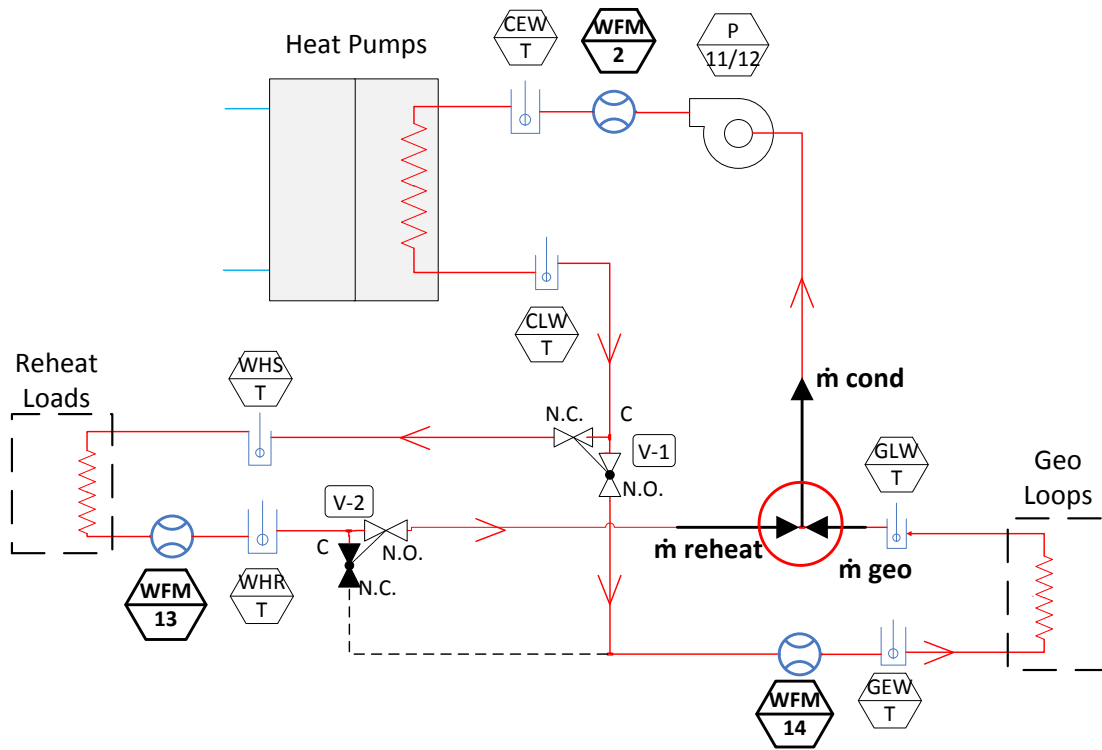 CEW
T
WFM
2
P
11/12
Heat Pumps
CLW
T
Reheat
Loads
WHS
T
N.C.
C
V-1
N.O.
ṁ cond
GLW
T
Geo
Loops
V-2
C
N.O.
N.C.
ṁ reheat
ṁ geo
WFM
13
WHR
T
WFM
14
GEW
T